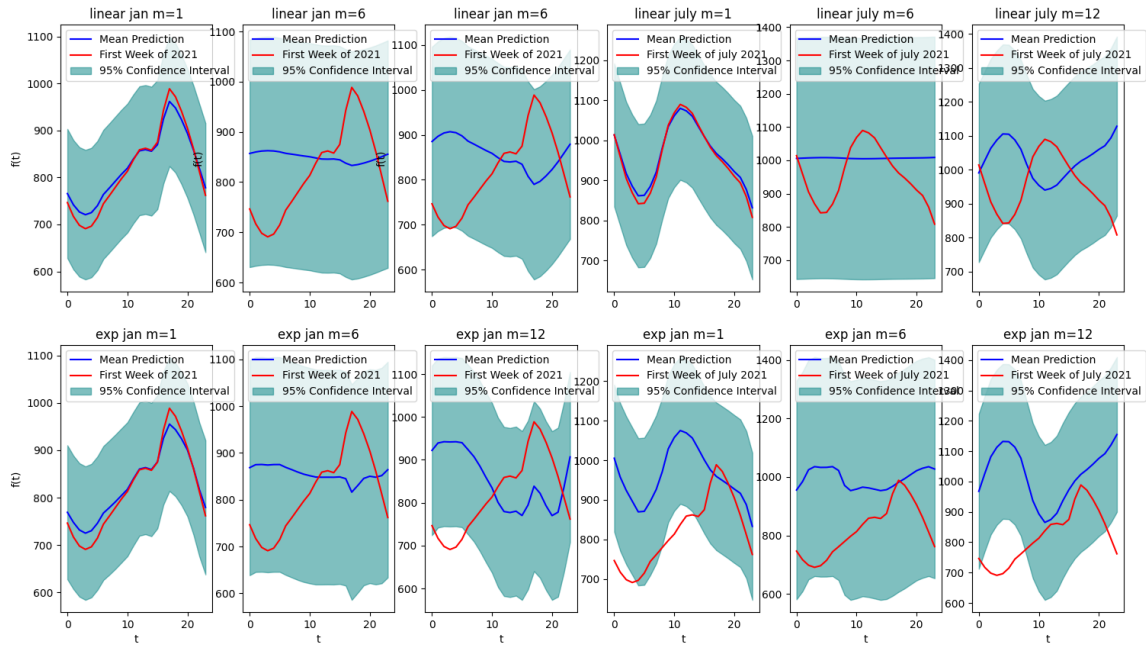 linear jan m=1
linear jan m=6
linear jan m=6
linear july m=1
linear july m=6
linear july m=12
Mean Prediction
First Week of 2021
95% Confidence Interval
Mean Prediction
First Week of 2021
95% Confidence Interval
Mean Prediction
First Week of 2021
95% Confidence Interval
Mean Prediction
First Week of july 2021
95% Confidence Interval
Mean Prediction
First Week of july 2021
95% Confidence Interval
Mean Prediction
First Week of july 2021
95% Confidence Interval
f(t)
1100
1000
900
800
700
600
0 10 20
1100
1000
900
800
700
600
0 10 20
1100
1000
900
800
700
600
0 10 20
1200
1100
1000
900
800
700
0 10 20
1400
1300
1200
1100
1000
900
800
700
0 10 20
1400
1200
1100
1000
900
800
700
0 10 20
exp jan m=1
exp jan m=6
exp jan m=12
exp jan m=1
exp jan m=6
exp jan m=12
Mean Prediction
First Week of 2021
95% Confidence Interval
Mean Prediction
First Week of 2021
95% Confidence Interval
Mean Prediction
First Week of 2021
95% Confidence Interval
Mean Prediction
First Week of July 2021
95% Confidence Interval
Mean Prediction
First Week of July 2021
95% Confidence Interval
Mean Prediction
First Week of July 2021
95% Confidence Interval
f(t)
1100
1000
900
800
700
600
0 10 20
t
1100
1000
900
800
700
600
0 10 20
t
1100
1000
900
800
700
600
0 10 20
t
1200
1100
1000
900
800
700
0 10 20
t
1400
1200
1000
800
600
0 10 20
t
1400
1200
1100
1000
900
800
700
600
0 10 20
t